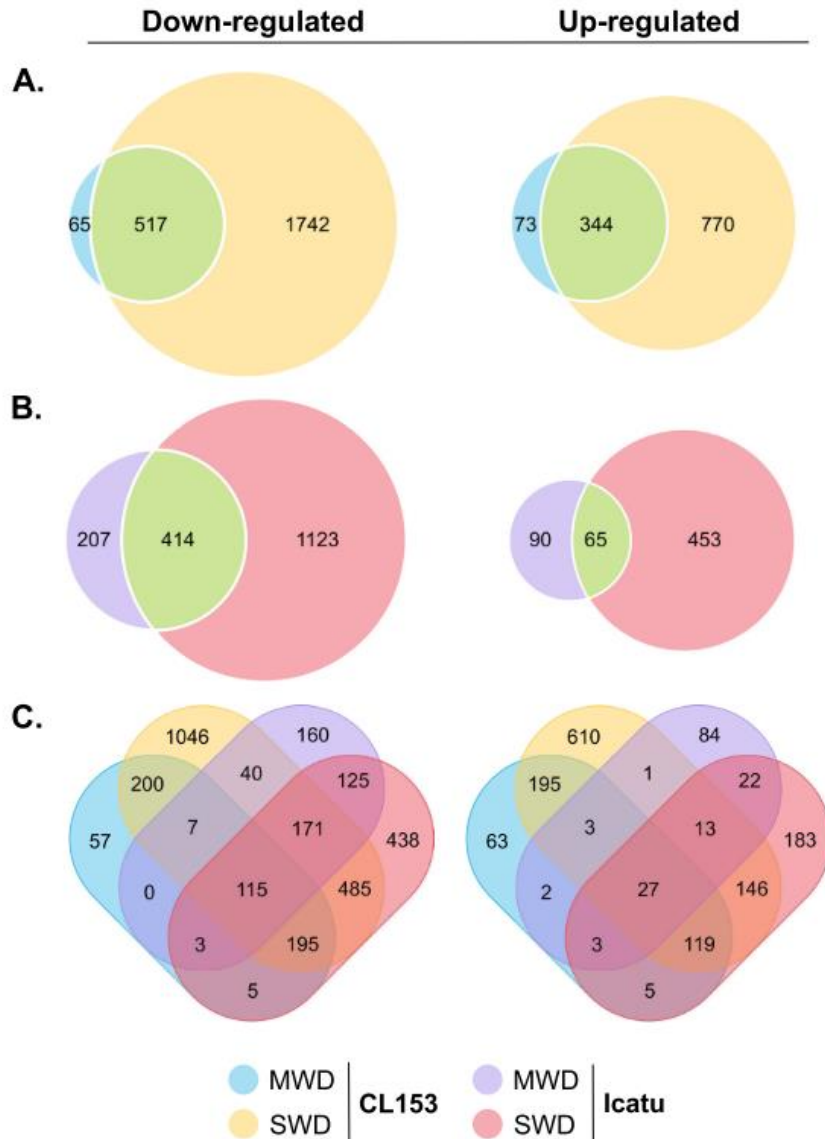 Down-regulated Up-regulated
A.
65 517 1742 73 344 770
B.
207 414 1123 90 65 453
C.
1046 160 610 84
200 40 125 195 1 22
57 7 171 438 63 3 13 183
0 115 485 2 27 146
3 195 3 119
5 5
MWD MWD
CL153 Icatu
SWD SWD